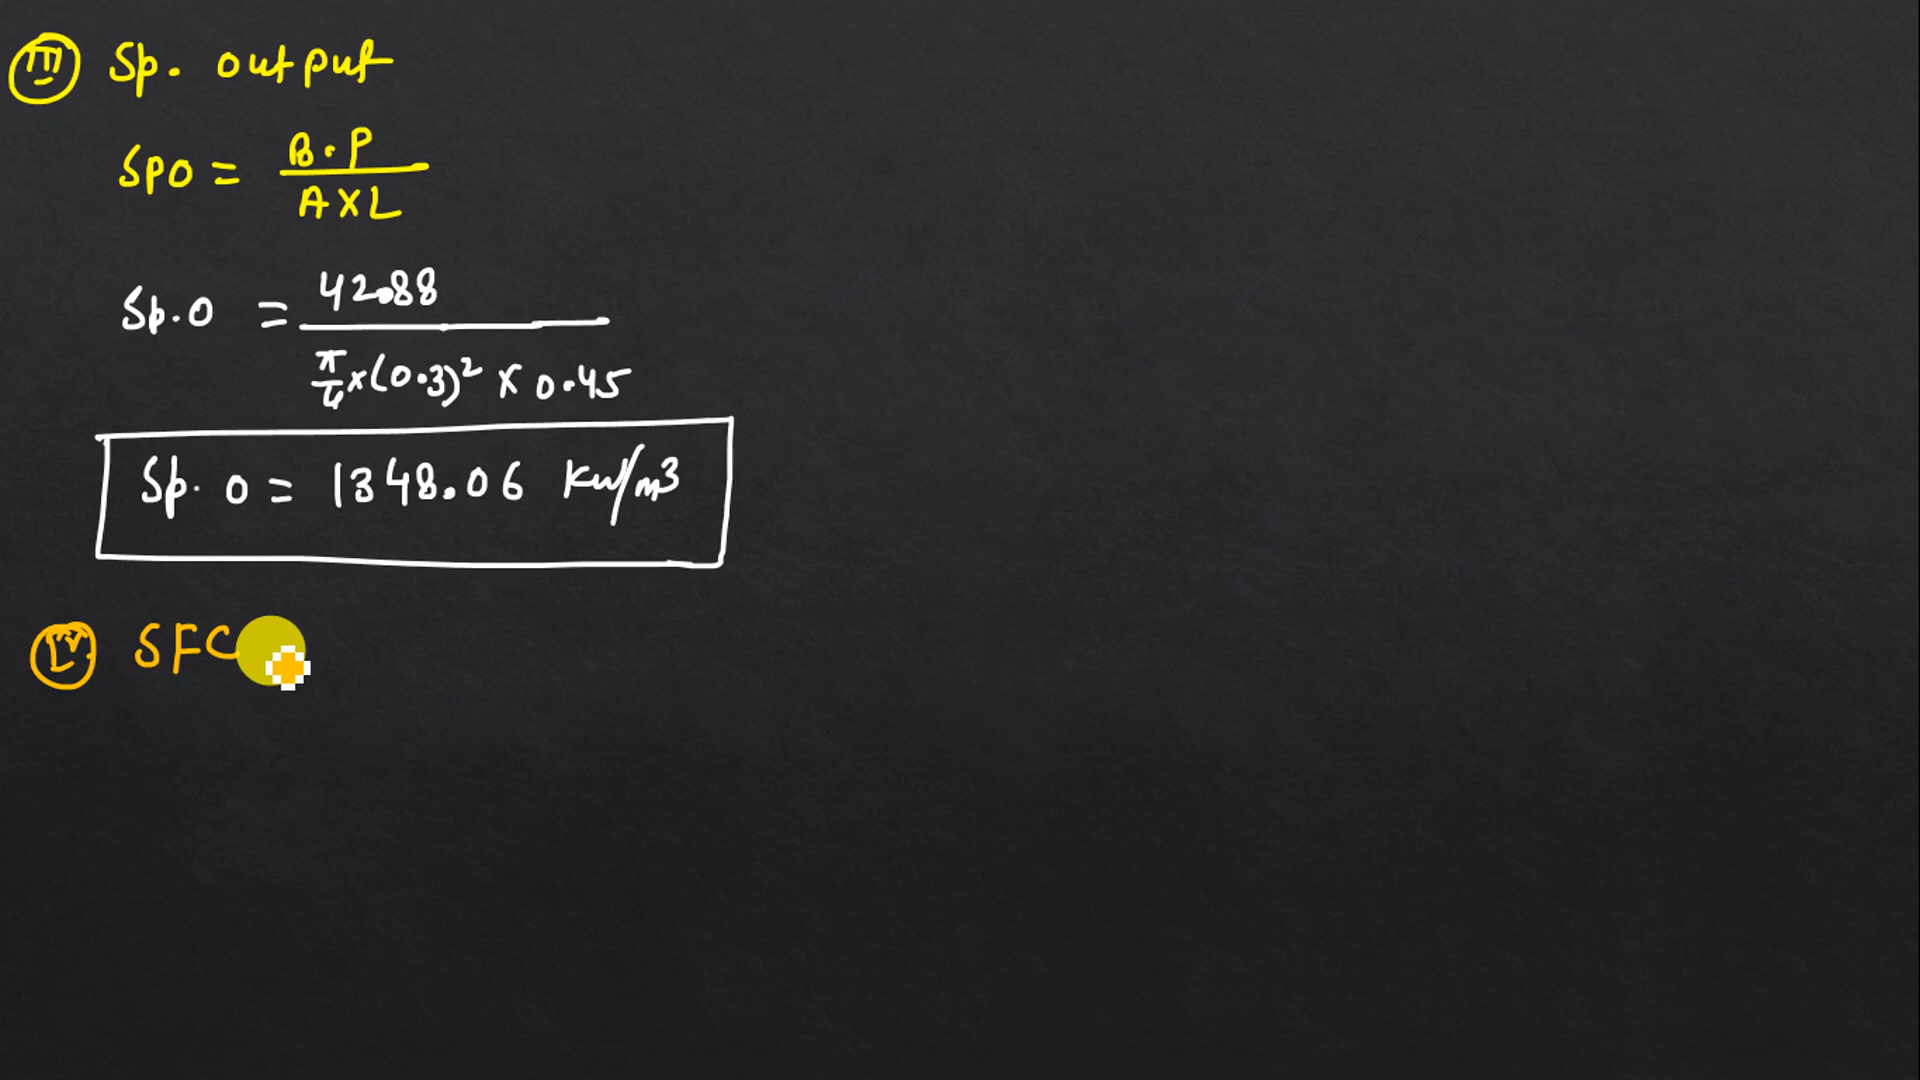 III Sp. output
SPO = B.P / A X L
Sp.O = 42.88 / π/4 x (0.3)² X 0.45
Sp. O = 1348.06 Kw/m3
IV SFC